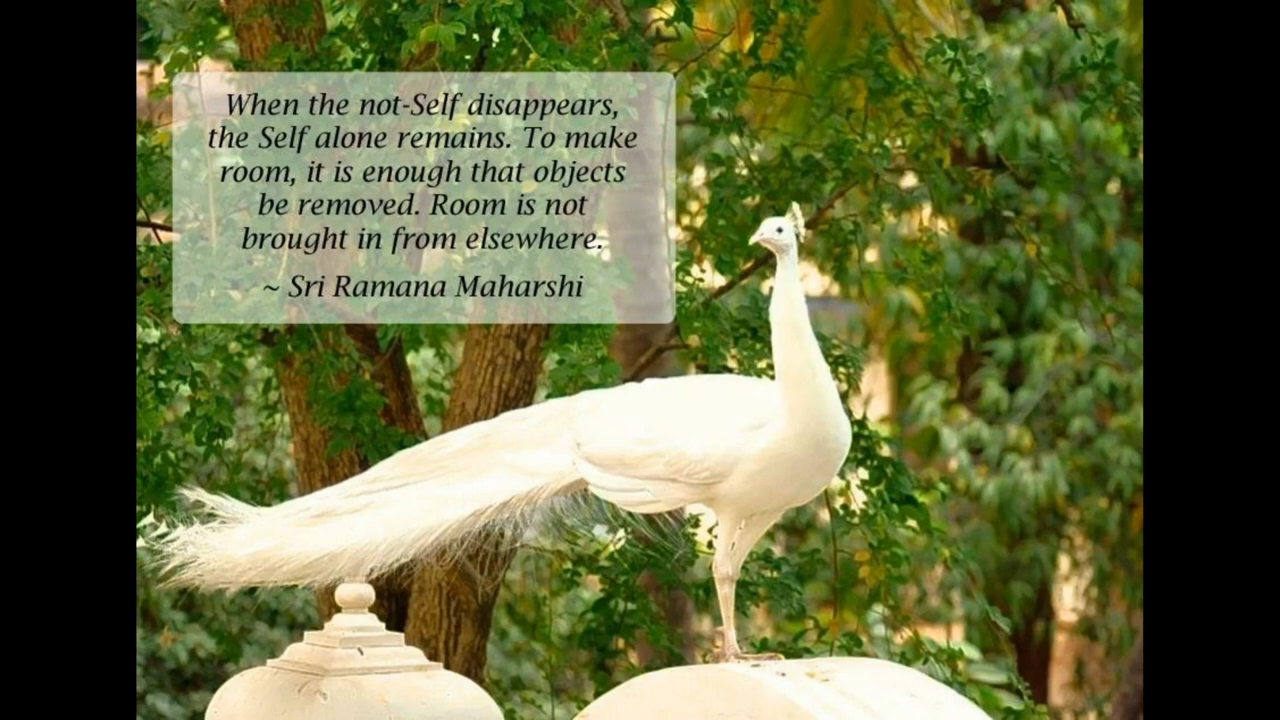 When the not-Self disappears,
the Self alone remains. To make
room, it is enough that objects
be removed. Room is not
brought in from elsewhere.
~ Sri Ramana Maharshi